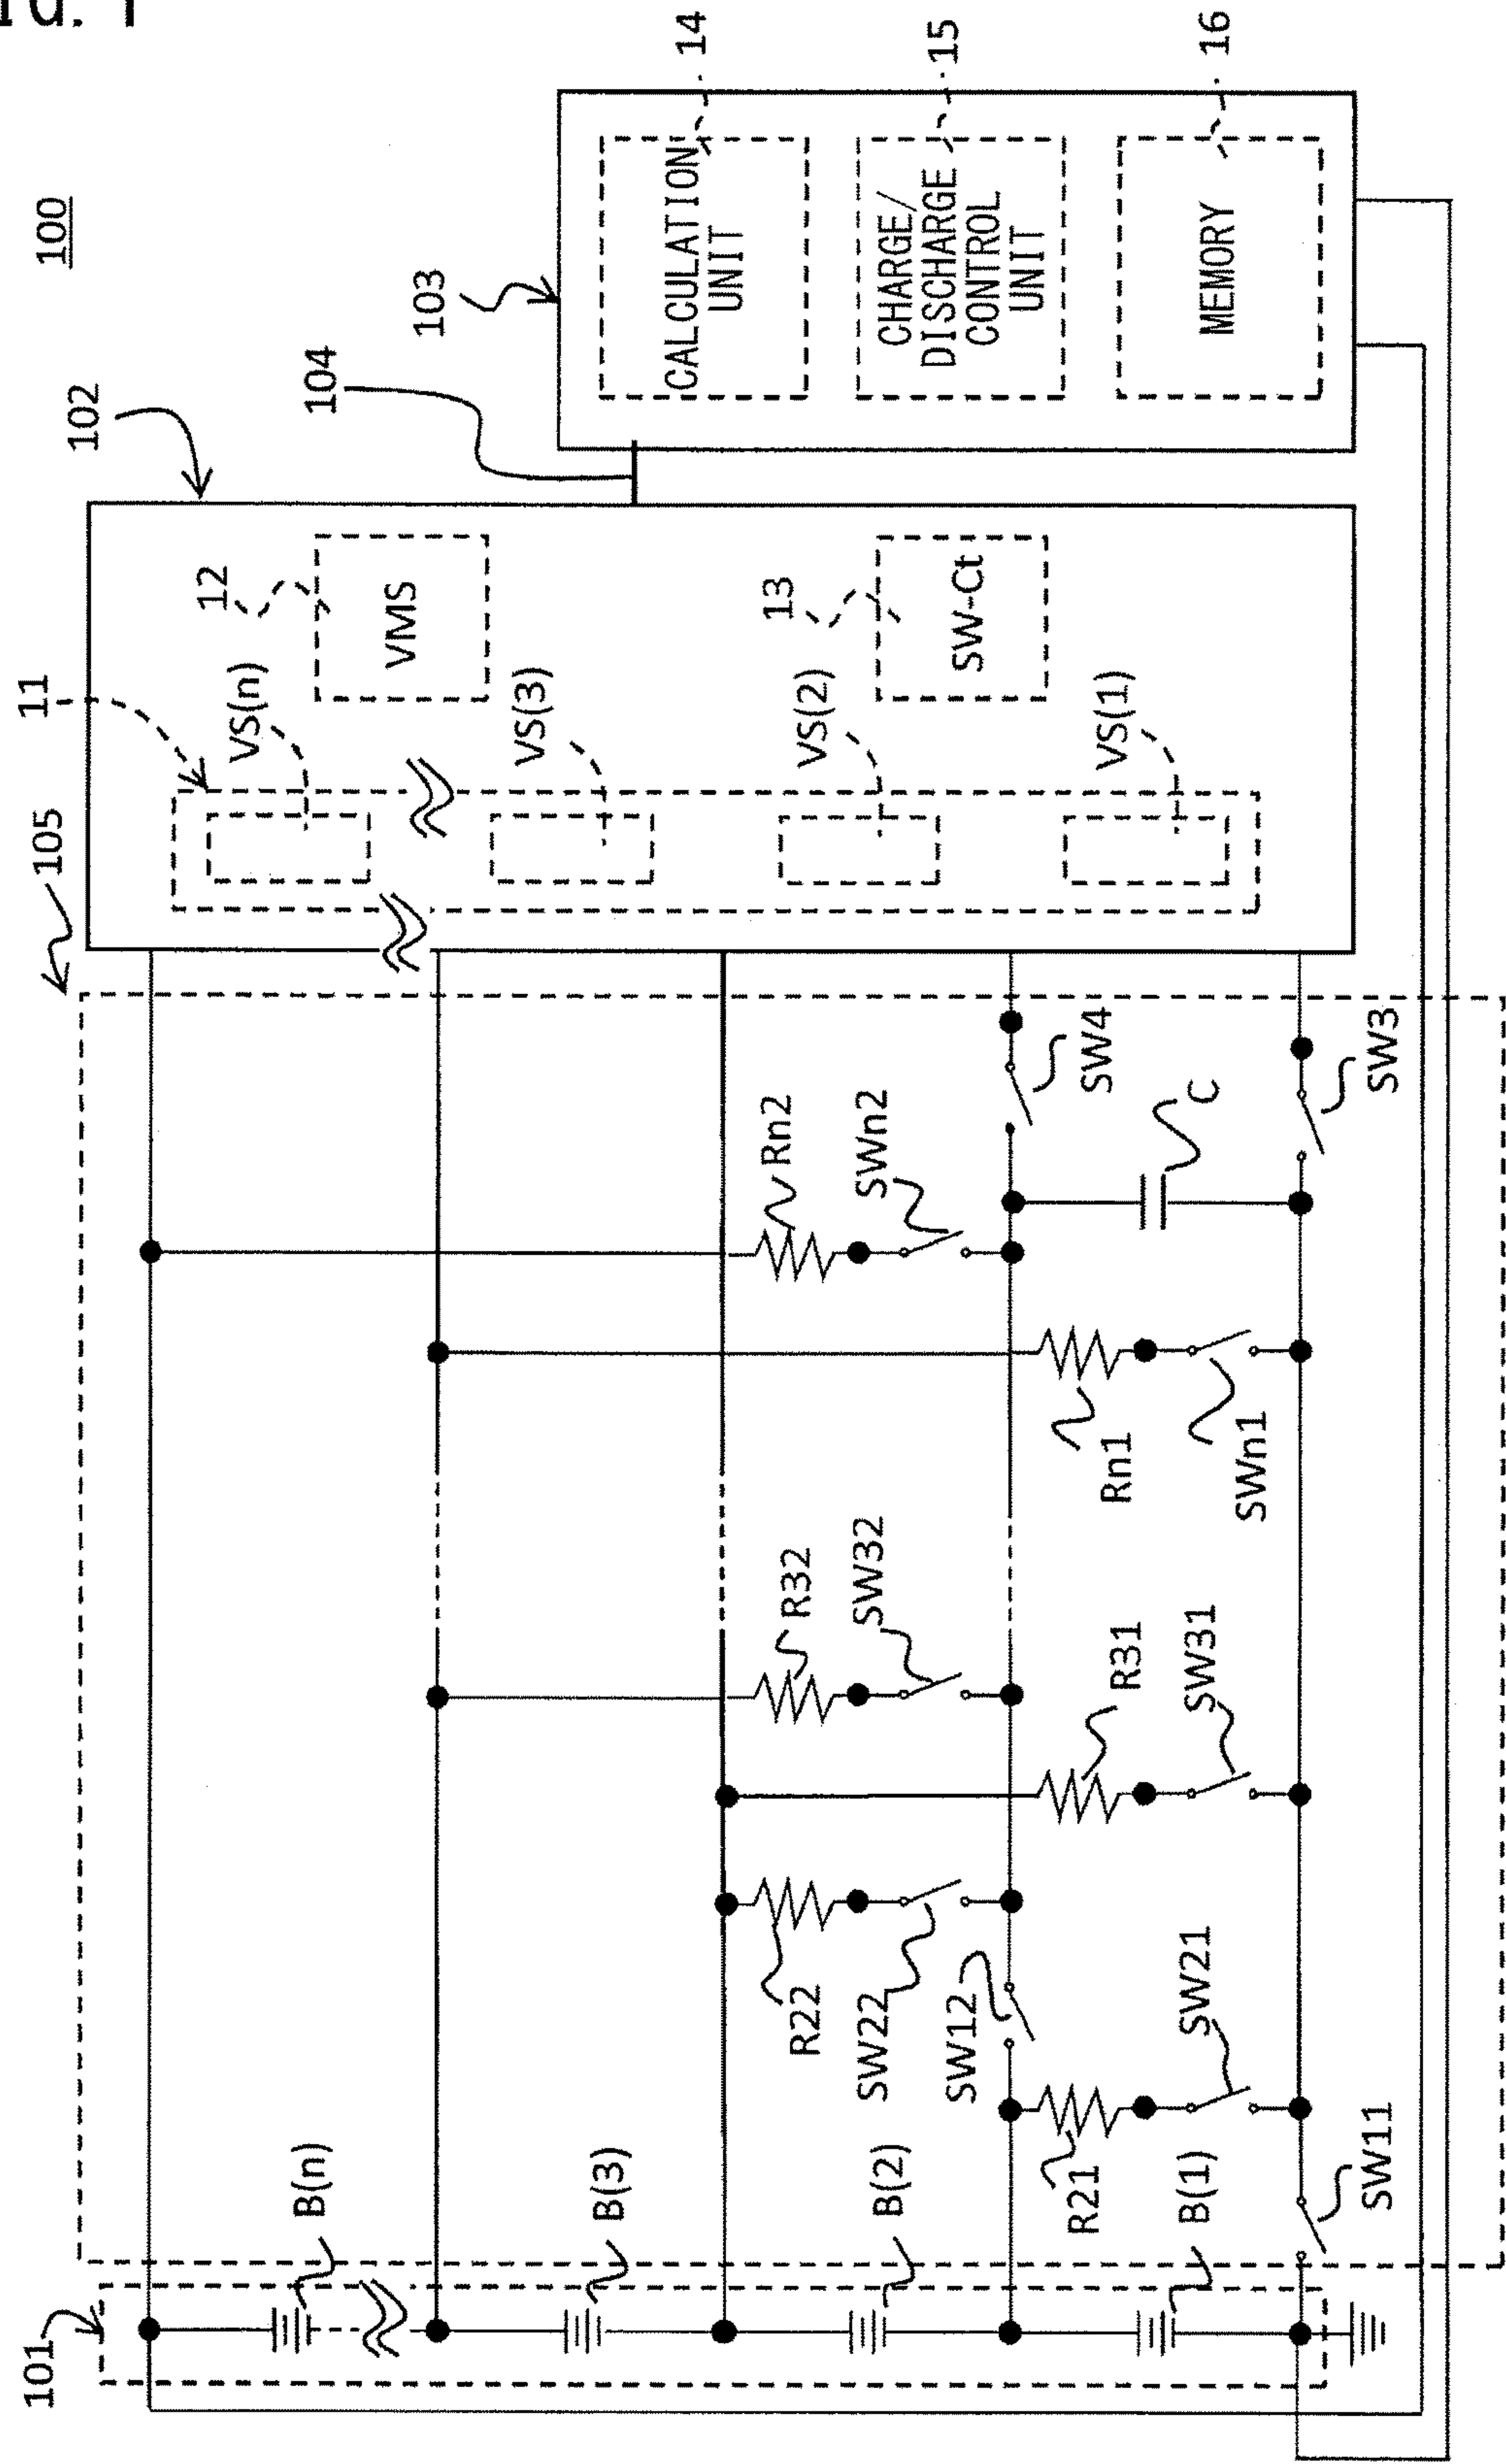 100
101
105
11
102
12
VS(n)
B(n)
104
VMS
103
VS(3)
B(3)
14
CALCULATION
UNIT
R22
R32
Rn2
13
VS(2)
SW22
SW32
SWn2
B(2)
SW12
SW-Ct
15
CHARGE/
DISCHARGE
CONTROL
UNIT
R21
R31
Rn1
SW4
VS(1)
B(1)
SW21
SW31
SWn1
C
16
MEMORY
SW11
SW3